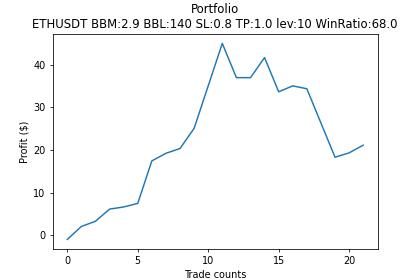 Portfolio
ETHUSDT BBM:2.9 BBL:140 SL:0.8 TP:1.0 lev:10 WinRatio:68.0
40
30
20
10
0
Profit ($)
0 5 10 15 20
Trade counts